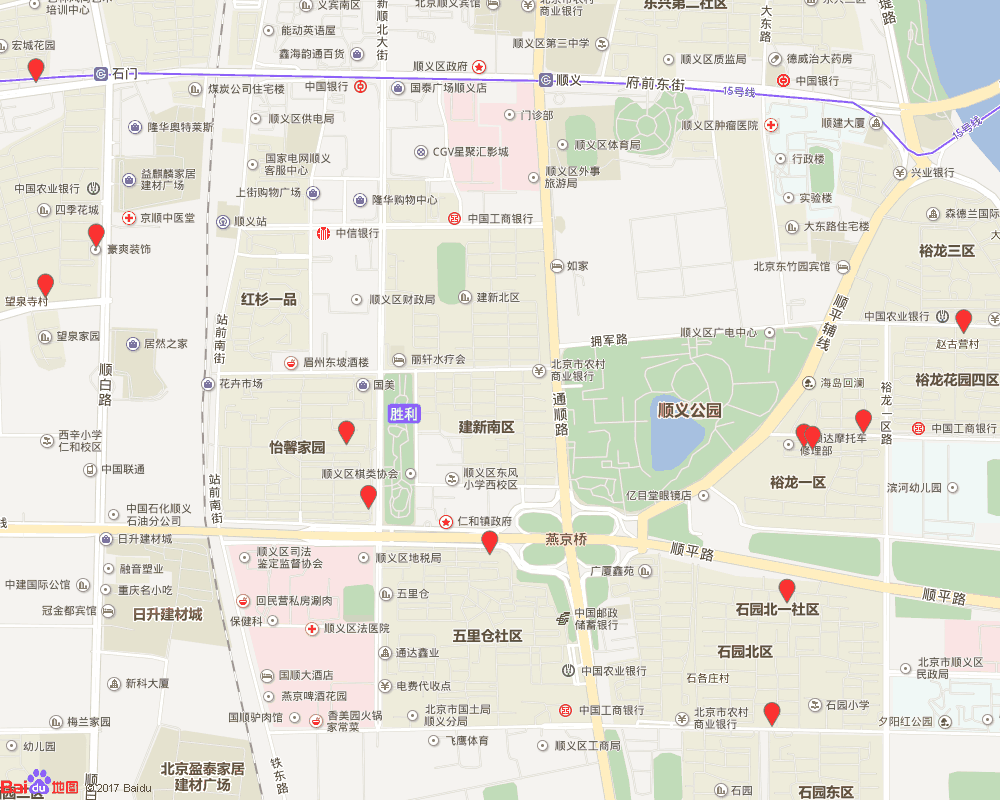 培训中心
义宾南区
新顺北大街
北京顺义宾馆
北京市农村
商业银行
东兴第二社区
大东路
能动英语屋
宏城花园
鑫海韵通百货
顺义区第三中学
石门
顺义区政府
顺义
顺义区质监局
德威治大药房
府前东街
中国银行
15号线
煤炭公司住宅楼
中国银行
国泰广场顺义店
门诊部
隆华奥特莱斯
顺义区供电局
顺义区体育局
顺义区肿瘤医院
顺建大厦
15号线
国家电网顺义
客服中心
CGV星聚汇影城
行政楼
益麒麟家居
建材广场
顺义区外事
旅游局
兴业银行
中国农业银行
上街购物广场
隆华购物中心
实验楼
四季花城
京顺中医堂
顺义站
中国工商银行
森德兰国际
大东路住宅楼
中信银行
豪爽装饰
裕龙三区
如家
北京东竹园宾馆
望泉寺村
红杉一品
顺义区财政局
建新北区
顺平辅线
中国农业银行
望泉家园
居然之家
站前南街
拥军路
顺义区广电中心
赵古营村
眉州东坡酒楼
丽轩水疗会
北京市农村
商业银行
顺白路
花卉市场
国美
海岛回澜
裕龙花园四区
胜利
通顺路
顺义公园
裕龙一区路
西辛小学
仁和校区
怡馨家园
建新南区
达摩托车
修理部
中国工商银行
中国联通
顺义区棋类协会
顺义区东风
小学西校区
裕龙一区
滨河幼儿园
站前南街
亿目堂眼镜店
中国石化顺义
石油分公司
仁和镇政府
日升建材城
燕京桥
顺平路
融音塑业
顺义区司法
鉴定监督协会
顺义区地税局
广厦鑫苑
中建国际公馆
重庆名小吃
五里仓
顺平路
冠金都宾馆
日升建材城
回民营私房涮肉
保健科
顺义区法医院
五里仓社区
中国邮政
储蓄银行
石园北一社区
通达鑫业
石园北区
北京市顺义区
民政局
新科大厦
国顺大酒店
电费代收点
中国农业银行
石各庄村
燕京啤酒花园
国顺驴肉馆
香美园火锅
家常菜
北京市国土局
顺义分局
中国工商银行
北京市农村
商业银行
石园小学
夕阳红公园
梅兰家园
飞鹰体育
顺义区工商局
幼儿园
北京盈泰家居
建材广场
铁东路
石园
石园东区
Baidu地图
© 2017 Baidu